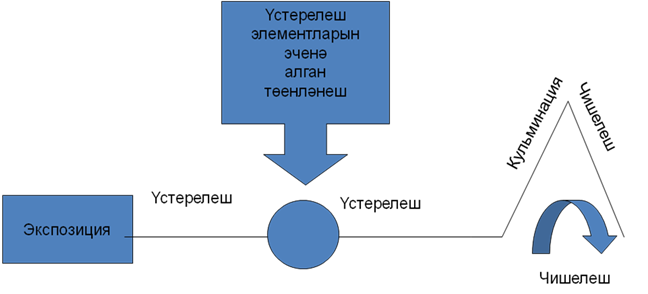 Үстерелеш
элементларын
эченә
алган
төенләнеш
Кульминация
Чишелеш
Үстерелеш
Үстерелеш
Экспозиция
Чишелеш